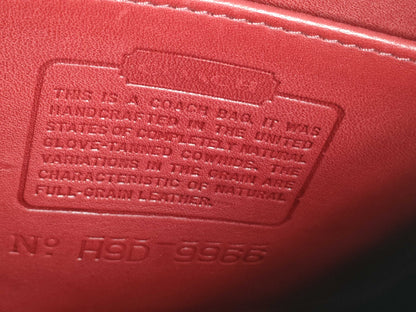 COACH
THIS IS A COACH BAG. IT WAS
HANDCRAFTED IN THE UNITED
STATES OF COMPLETELY NATURAL
GLOVE-TANNED COWHIDE. THE
VARIATIONS IN THE GRAIN ARE
CHARACTERISTIC OF NATURAL
FULL-GRAIN LEATHER.
No H9D-9966